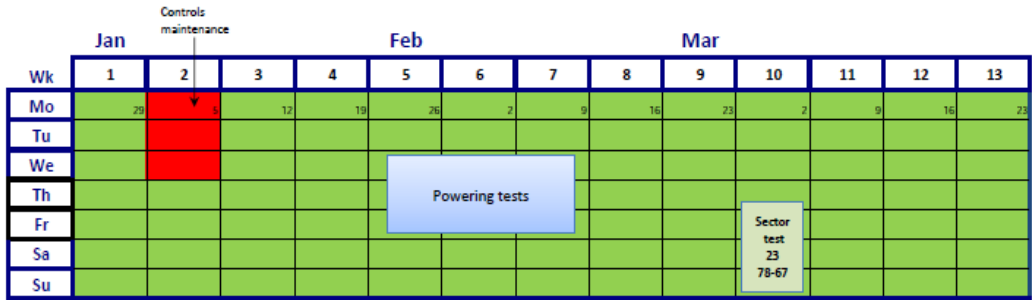 Controls
maintenance
Jan Feb Mar
Wk 1 2 3 4 5 6 7 8 9 10 11 12 13
Mo 29 5 12 19 26 2 9 16 23 2 9 16 23
Tu
We
Powering tests
Th
Fr
Sector
test
23
78-67
Sa
Su